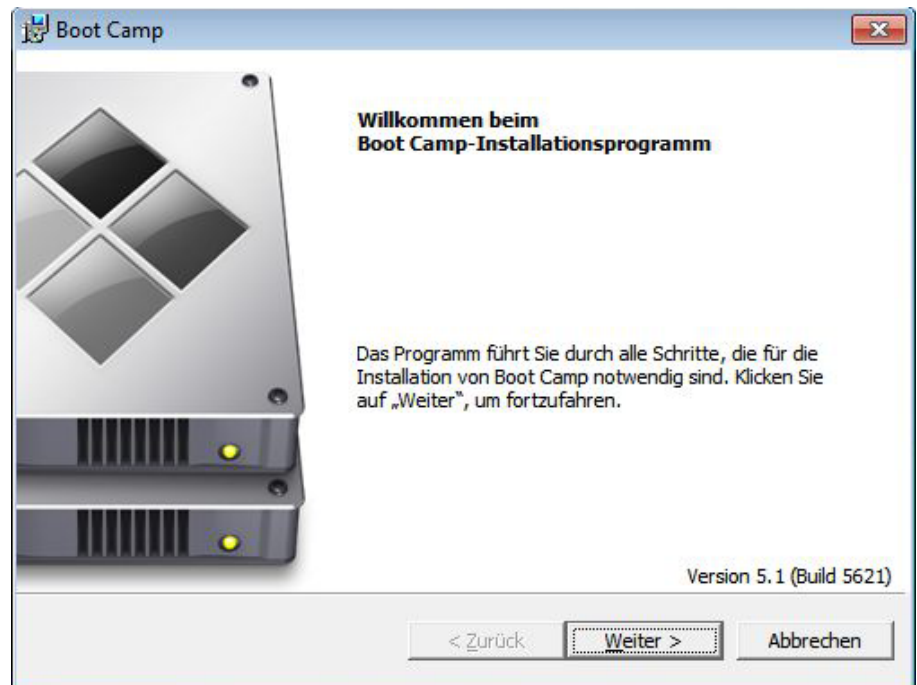 Boot Camp
Willkommen beim
Boot Camp-Installationsprogramm
Das Programm führt Sie durch alle Schritte, die für die
Installation von Boot Camp notwendig sind. Klicken Sie
auf „Weiter“, um fortzufahren.
Version 5.1 (Build 5621)
< Zurück
Weiter >
Abbrechen